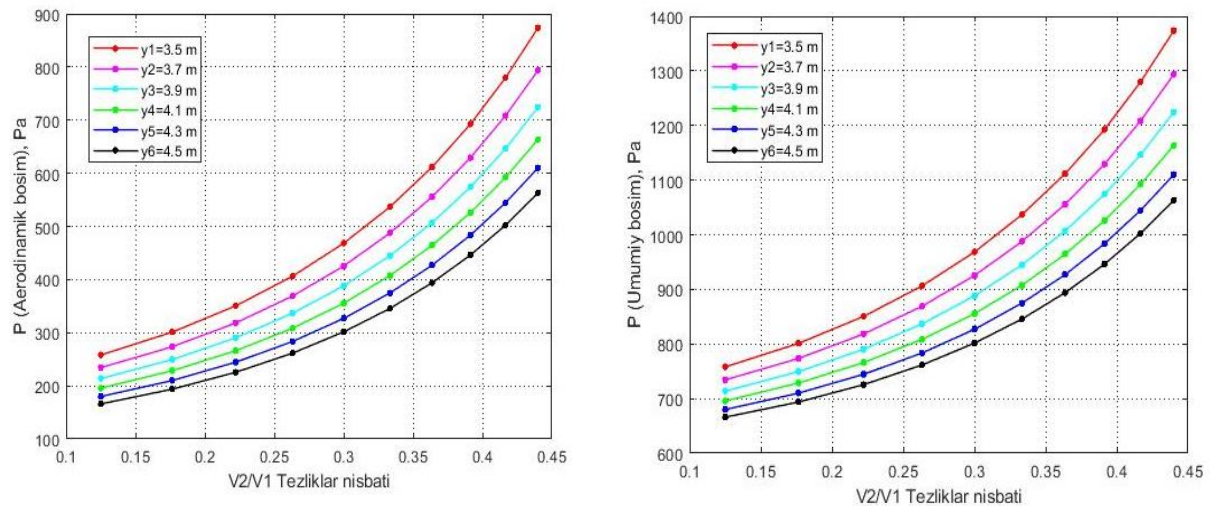 900
800
700
600
500
400
300
200
100
0.1 0.15 0.2 0.25 0.3 0.35 0.4 0.45
P (Aerodinamik bosim), Pa
V2/V1 Tezliklar nisbati
y1=3.5 m
y2=3.7 m
y3=3.9 m
y4=4.1 m
y5=4.3 m
y6=4.5 m
1400
1300
1200
1100
1000
900
800
700
600
0.1 0.15 0.2 0.25 0.3 0.35 0.4 0.45
P (Umumiy bosim), Pa
V2/V1 Tezliklar nisbati
y1=3.5 m
y2=3.7 m
y3=3.9 m
y4=4.1 m
y5=4.3 m
y6=4.5 m